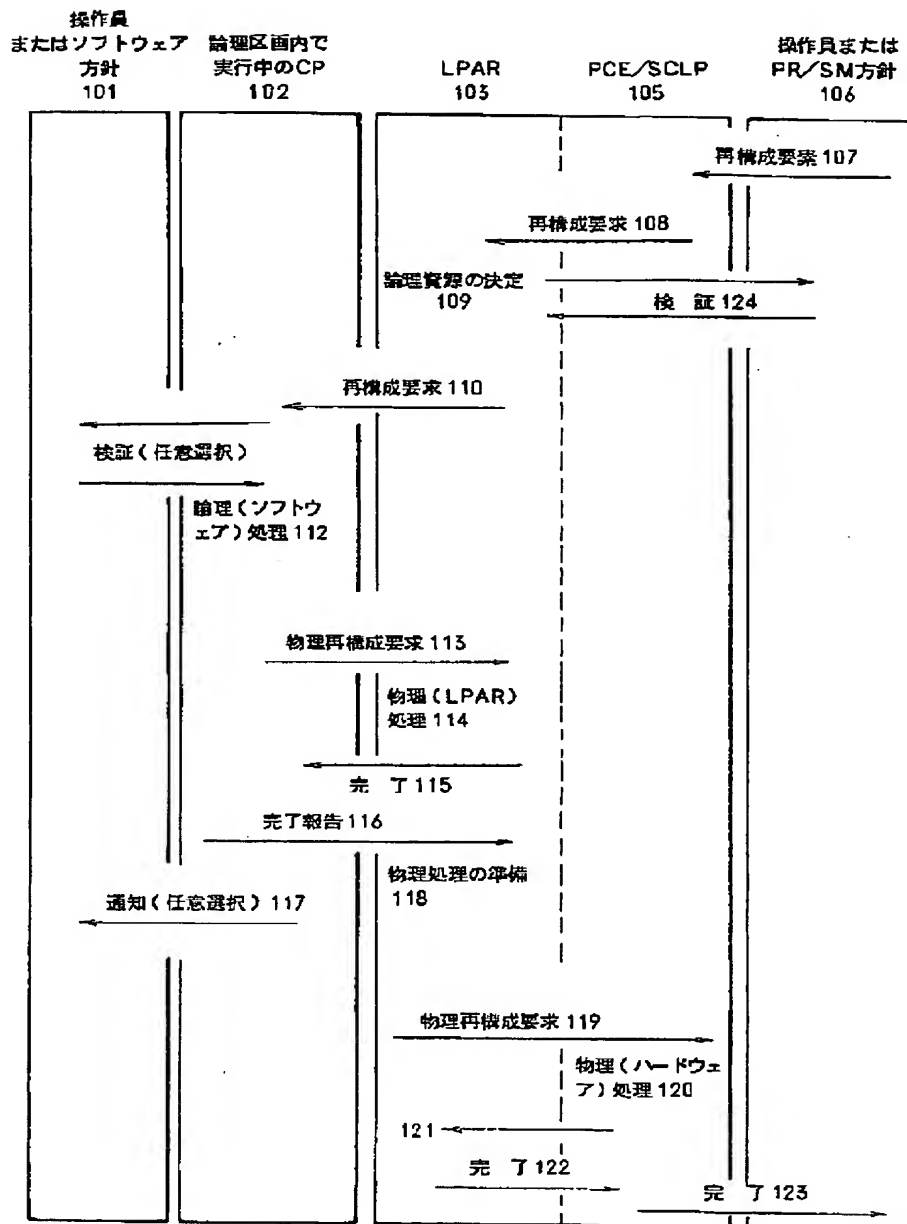 操作員
またはソフトウェア
方針
101
論理区画内で
実行中のCP
102
LPAR
103
PCE/SCLP
105
操作員または
PR/SM方針
106
再構成要案 107
再構成要求 108
論理資源の決定
109
検 証 124
再構成要求 110
検証(任意選択)
論理(ソフトウ
ェア)処理 112
物理再構成要求 113
物理(LPAR)
処理 114
完 了 115
完了報告 116
物理処理の準備
118
通知(任意選択) 117
物理再構成要求 119
物理(ハードウェ
ア)処理 120
121
完 了 122
完 了 123